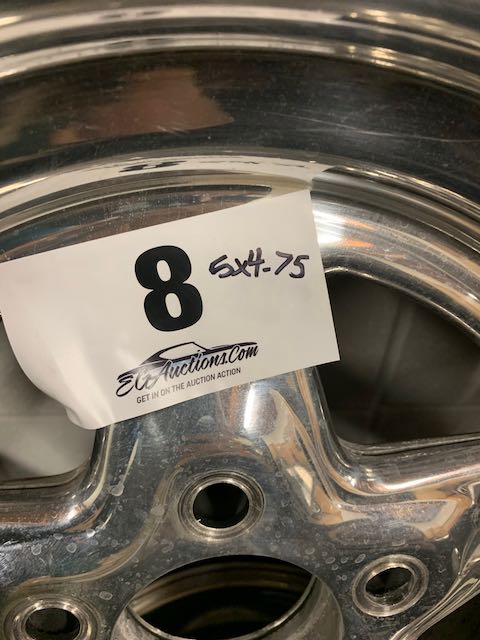 8 5x4-75
EGAuctions.Com
GET IN ON THE AUCTION ACTION